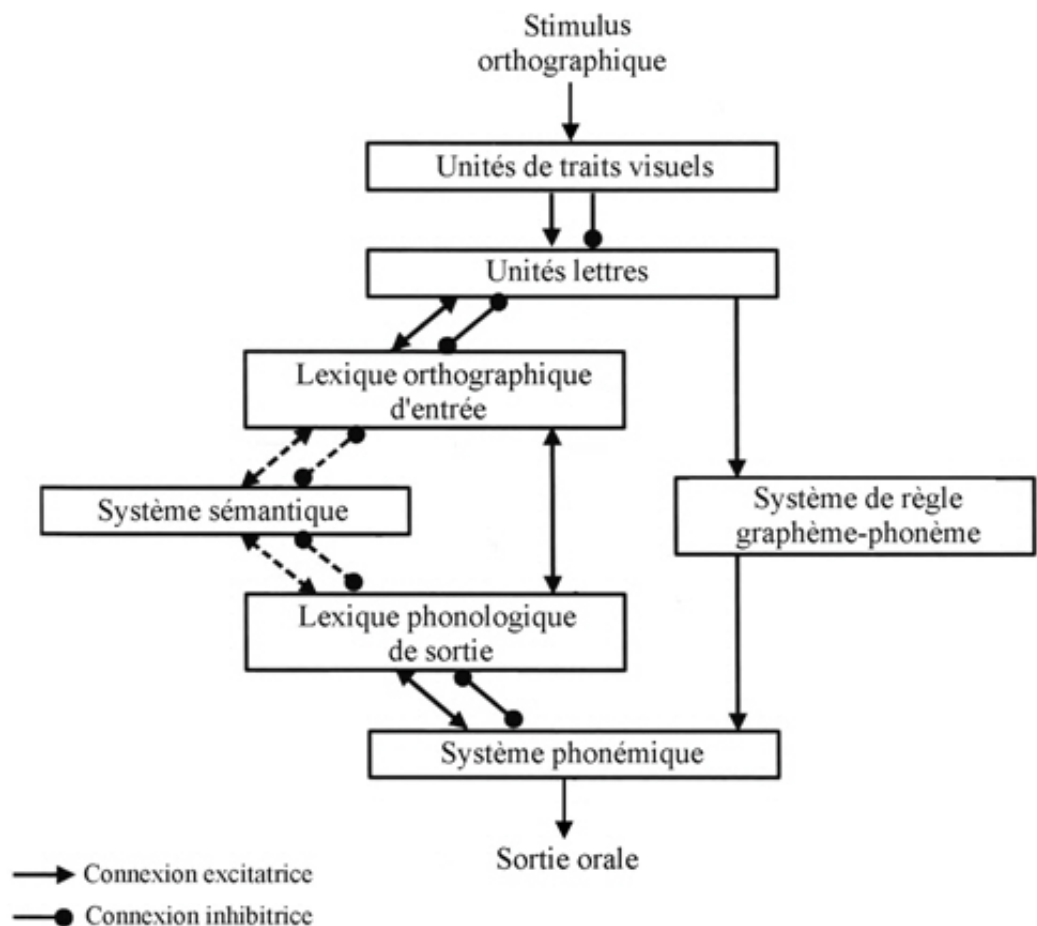 Stimulus
orthographique
Unités de traits visuels
Unités lettres
Lexique orthographique
d'entrée
Système sémantique
Système de règle
graphème-phonème
Lexique phonologique
de sortie
Système phonémique
Sortie orale
Connexion excitatrice
Connexion inhibitrice